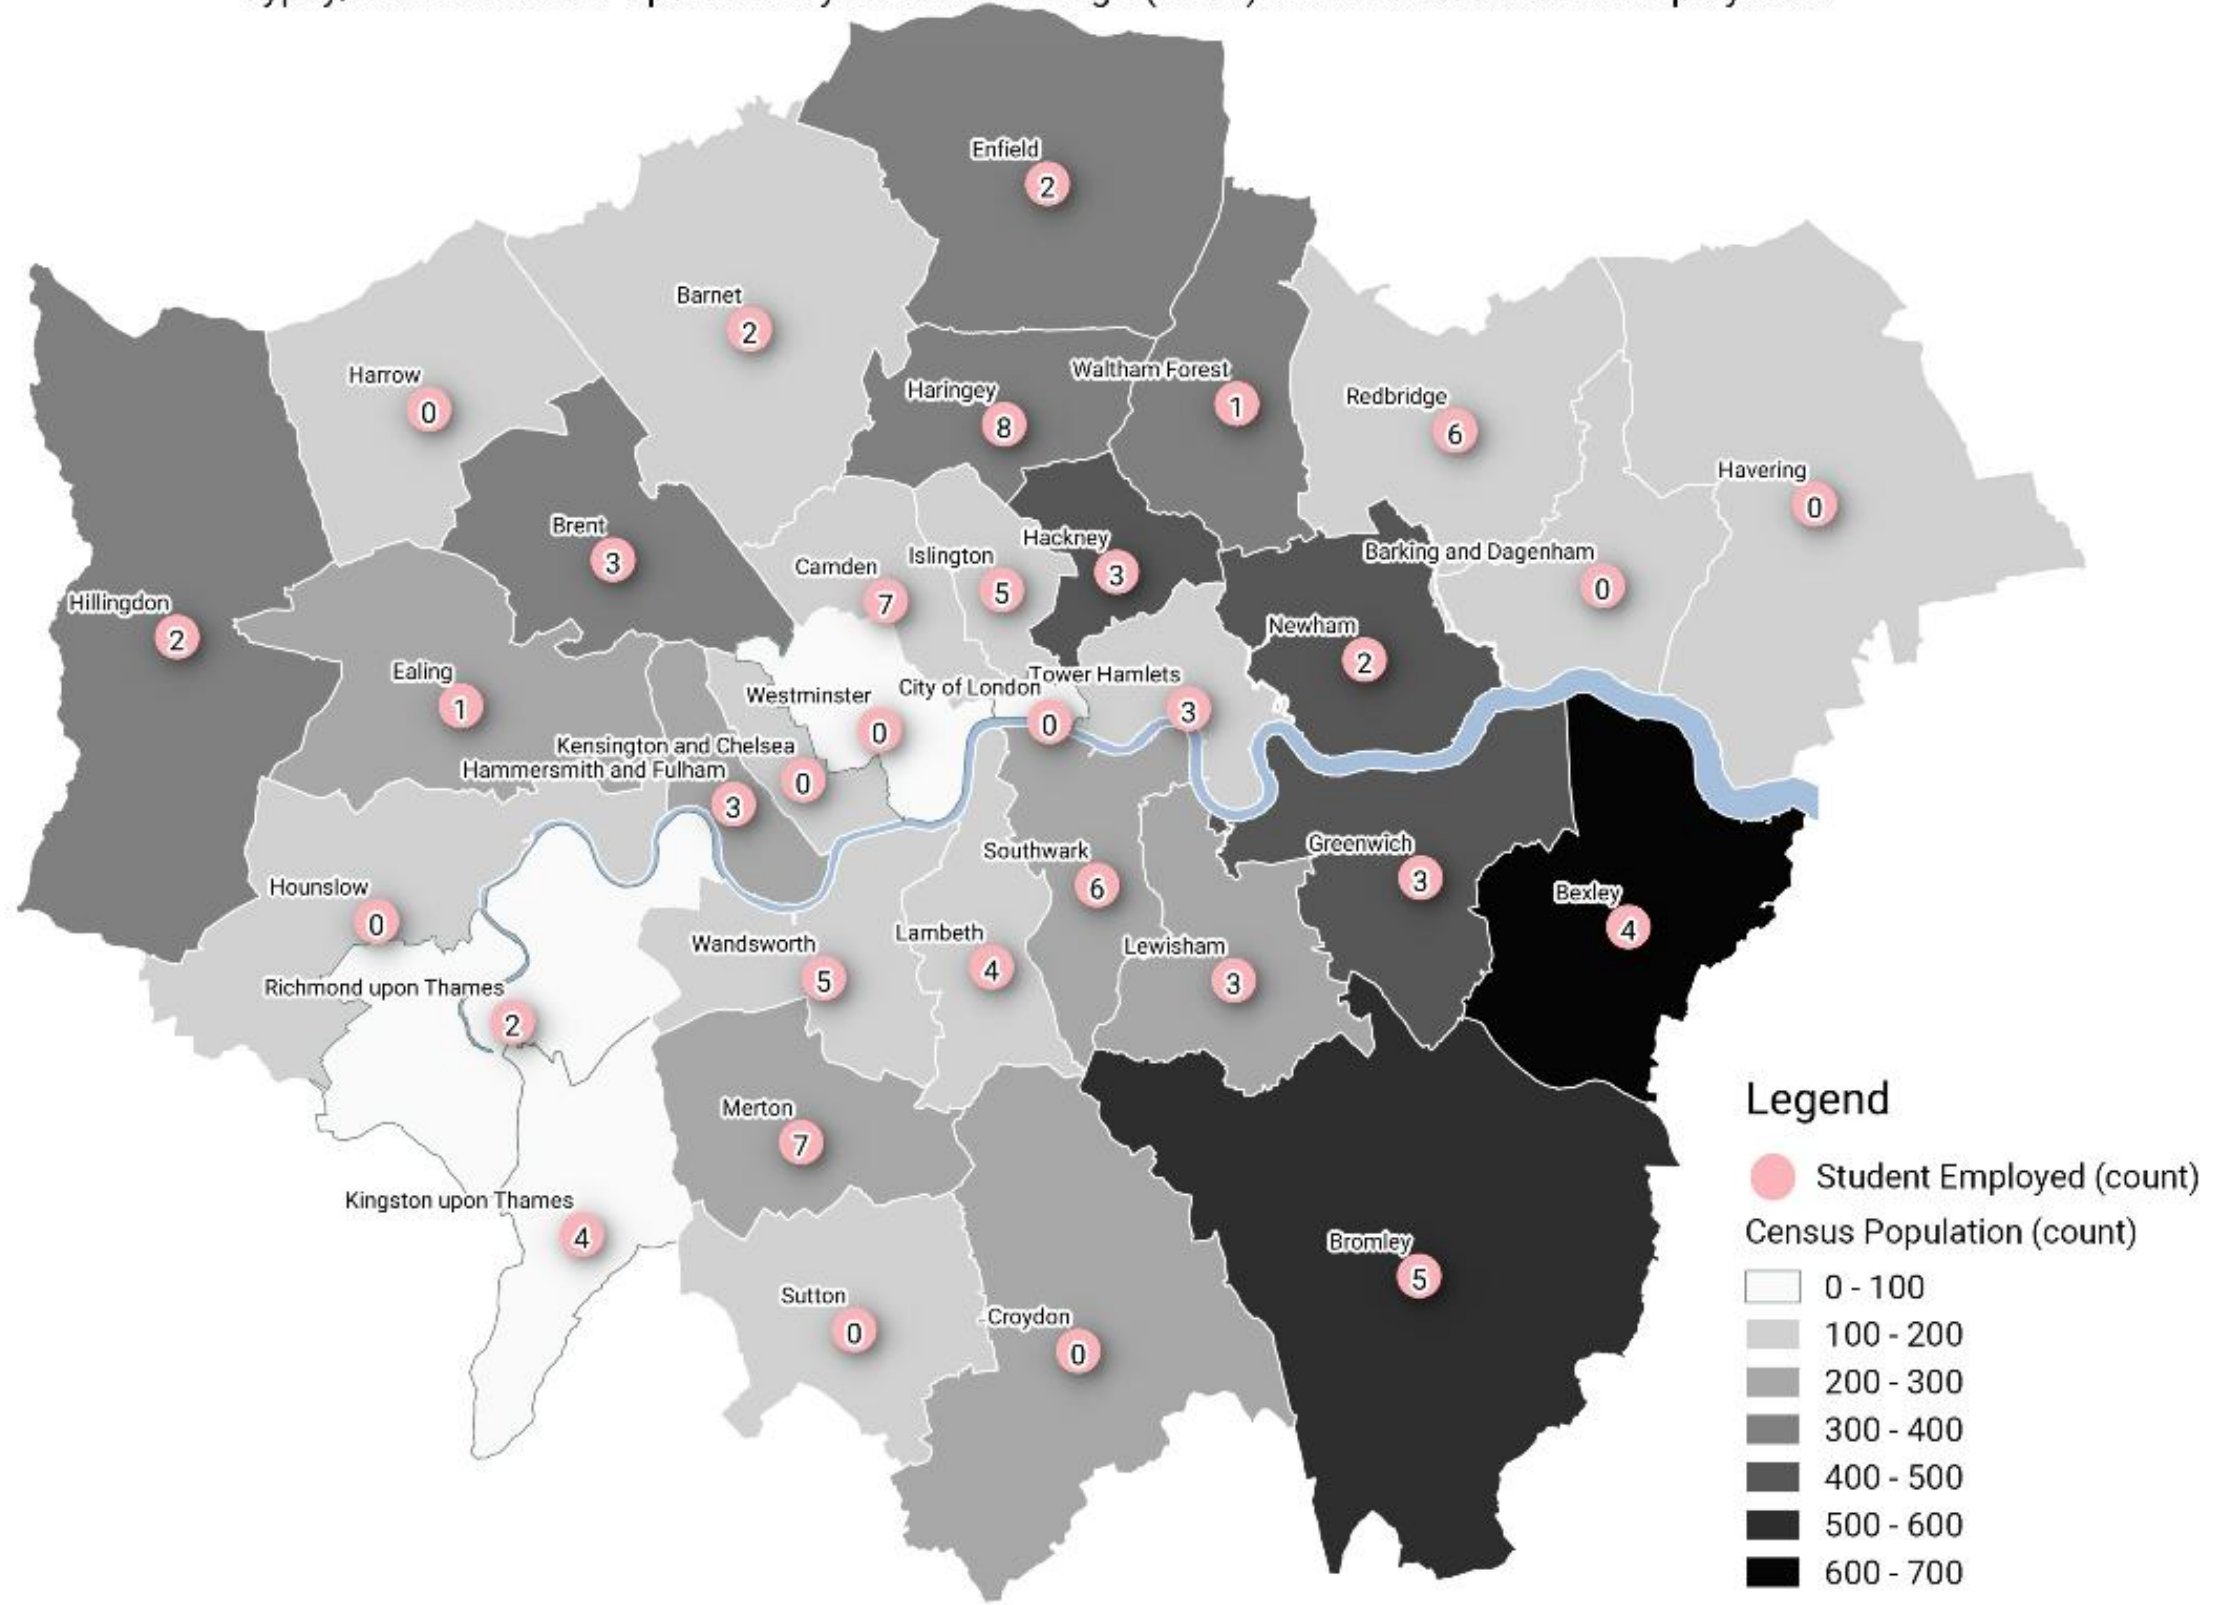 Enfield
2
Barnet
2
Harrow
0
Haringey
8
Waltham Forest
1
Redbridge
6
Havering
0
Brent
3
Camden
7
Islington
5
Hackney
3
Barking and Dagenham
0
Hillingdon
2
Newham
2
Ealing
1
Westminster
0
City of London
0
Tower Hamlets
3
Kensington and Chelsea
0
Hammersmith and Fulham
3
Hounslow
0
Southwark
6
Greenwich
3
Bexley
4
Wandsworth
5
Lambeth
4
Lewisham
3
Richmond upon Thames
2
Merton
7
Kingston upon Thames
4
Sutton
0
Croydon
0
Bromley
5
Legend
Student Employed (count)
Census Population (count)
0 - 100
100 - 200
200 - 300
300 - 400
400 - 500
500 - 600
600 - 700